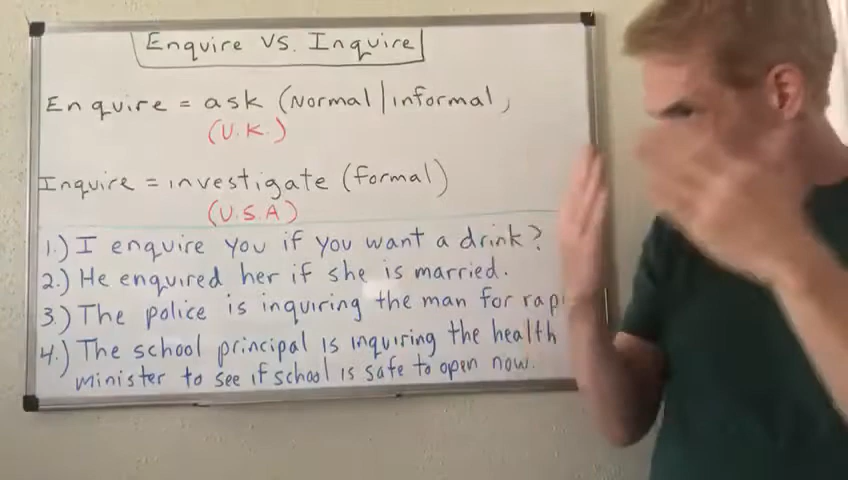 Enquire VS. Inquire
Enquire = ask (Normal/informal,
(U.K.)
Inquire = investigate (formal)
(U.S.A)
1.) I enquire you if you want a drink?
2.) He enquired her if she is married.
3.) The police is inquiring the man for rap
4.) The school principal is inquiring the health
minister to see if school is safe to open now.